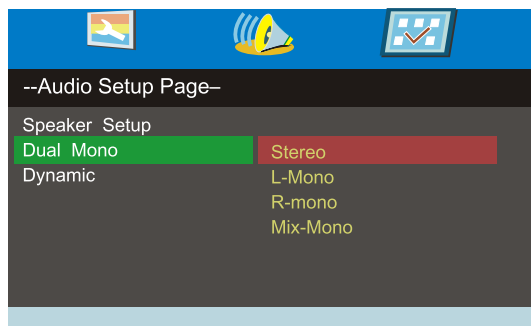 --Audio Setup Page–
Speaker Setup
Dual Mono
Stereo
Dynamic
L-Mono
R-mono
Mix-Mono